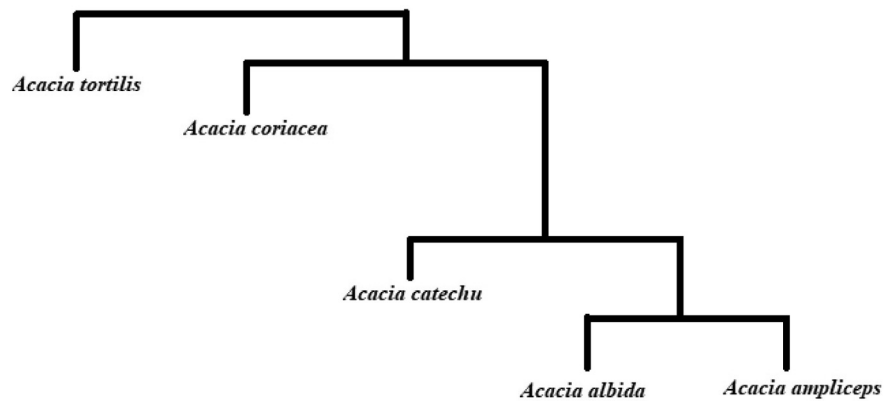 Acacia tortilis
Acacia coriacea
Acacia catechu
Acacia albida
Acacia ampliceps